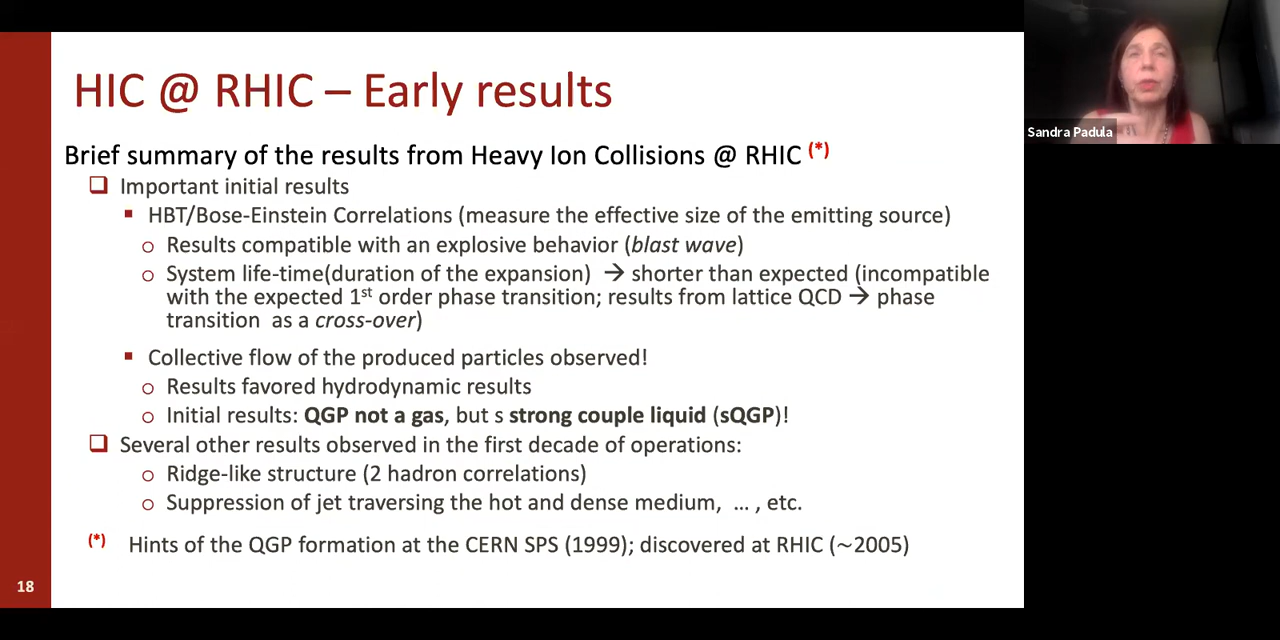 HIC @ RHIC – Early results
Brief summary of the results from Heavy Ion Collisions @ RHIC (*)
Important initial results
HBT/Bose-Einstein Correlations (measure the effective size of the emitting source)
Results compatible with an explosive behavior (blast wave)
System life-time(duration of the expansion) → shorter than expected (incompatible
with the expected 1st order phase transition; results from lattice QCD → phase
transition as a cross-over)
Collective flow of the produced particles observed!
Results favored hydrodynamic results
Initial results: QGP not a gas, but s strong couple liquid (sQGP)!
Several other results observed in the first decade of operations:
Ridge-like structure (2 hadron correlations)
Suppression of jet traversing the hot and dense medium, … , etc.
(*) Hints of the QGP formation at the CERN SPS (1999); discovered at RHIC (~2005)
18
Sandra Padula